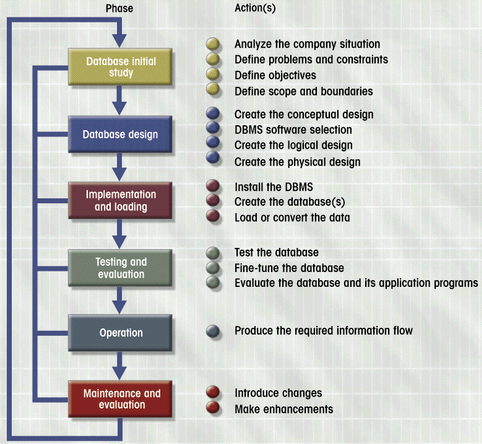 Phase
Action(s)
Database initial
study
Analyze the company situation
Define problems and constraints
Define objectives
Define scope and boundaries
Database design
Create the conceptual design
DBMS software selection
Create the logical design
Create the physical design
Implementation
and loading
Install the DBMS
Create the database(s)
Load or convert the data
Testing and
evaluation
Test the database
Fine-tune the database
Evaluate the database and its application programs
Operation
Produce the required information flow
Maintenance and
evaluation
Introduce changes
Make enhancements